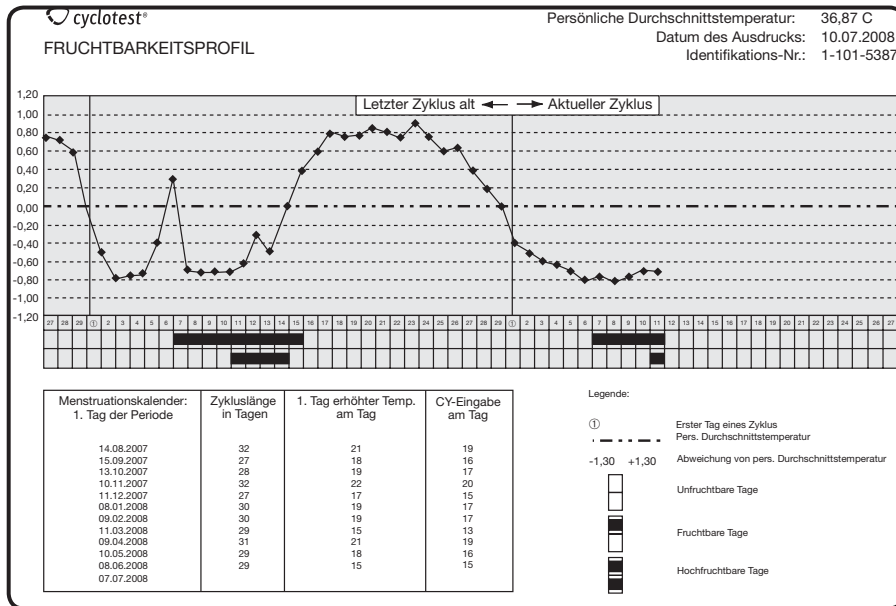 cyclotest®
FRUCHTBARKEITSPROFIL
Persönliche Durchschnittstemperatur: 36,87 C
Datum des Ausdrucks: 10.07.2008
Identifikations-Nr.: 1-101-5387
Letzter Zyklus alt Aktueller Zyklus
1,20
1,00
0,80
0,60
0,40
0,20
0,00
-0,20
-0,40
-0,60
-0,80
-1,00
-1,20
27 28 29 ① 2 3 4 5 6 7 8 9 10 11 12 13 14 15 16 17 18 19 20 21 22 23 24 25 26 27 28 29 ① 2 3 4 5 6 7 8 9 10 11 12 13 14 15 16 17 18 19 20 21 22 23 24 25 26 27
Menstruationskalender: Zykluslänge 1. Tag erhöhter Temp. CY-Eingabe
1. Tag der Periode in Tagen am Tag am Tag
14.08.2007 32 21 19
15.09.2007 27 18 16
13.10.2007 28 19 17
10.11.2007 32 22 20
11.12.2007 27 17 15
08.01.2008 30 19 17
09.02.2008 30 19 17
11.03.2008 29 15 13
09.04.2008 31 21 19
10.05.2008 29 18 16
08.06.2008 29 15 15
07.07.2008
Legende:
① Erster Tag eines Zyklus
Pers. Durchschnittstemperatur
-1,30 +1,30 Abweichung von pers. Durchschnittstemperatur
Unfruchtbare Tage
Fruchtbare Tage
Hochfruchtbare Tage